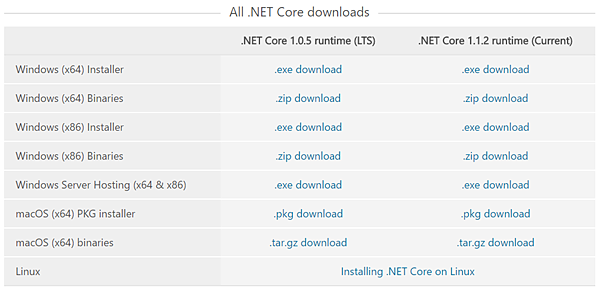 All .NET Core downloads
.NET Core 1.0.5 runtime (LTS) .NET Core 1.1.2 runtime (Current)
Windows (x64) Installer .exe download .exe download
Windows (x64) Binaries .zip download .zip download
Windows (x86) Installer .exe download .exe download
Windows (x86) Binaries .zip download .zip download
Windows Server Hosting (x64 & x86) .exe download .exe download
macOS (x64) PKG installer .pkg download .pkg download
macOS (x64) binaries .tar.gz download .tar.gz download
Linux Installing .NET Core on Linux